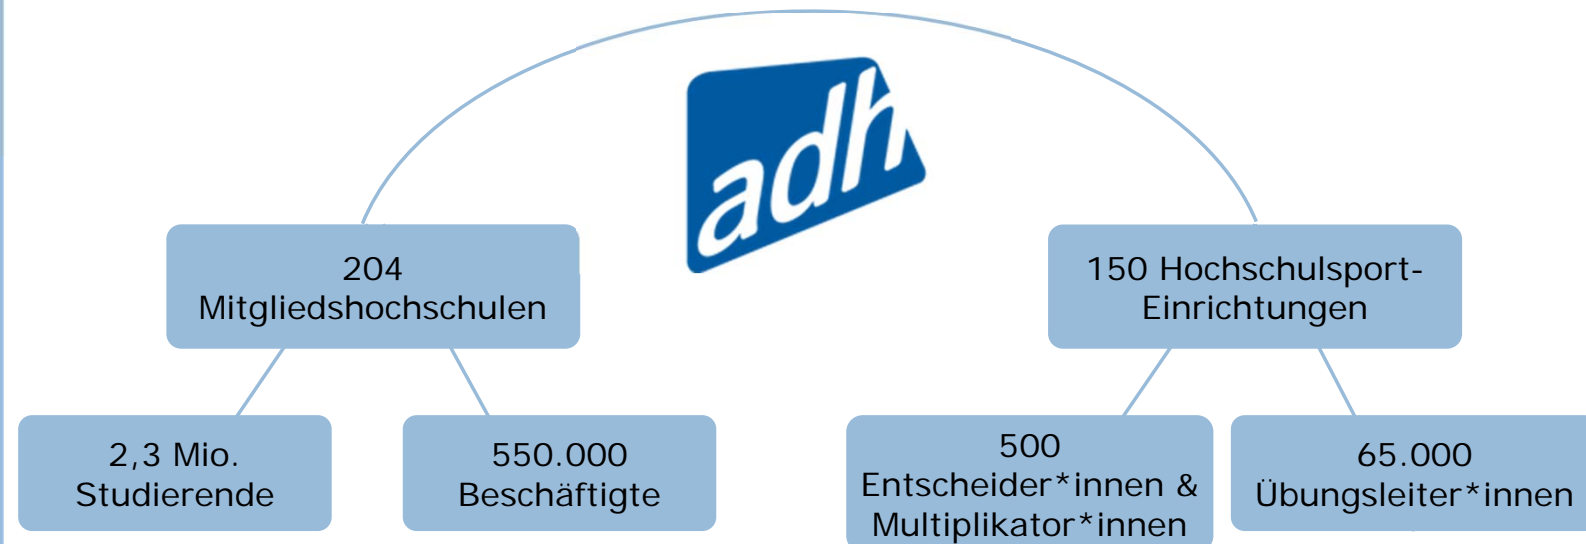 adh
204
Mitgliedshochschulen
150 Hochschulsport-
Einrichtungen
2,3 Mio.
Studierende
550.000
Beschäftigte
500
Entscheider*innen &
Multiplikator*innen
65.000
Übungsleiter*innen